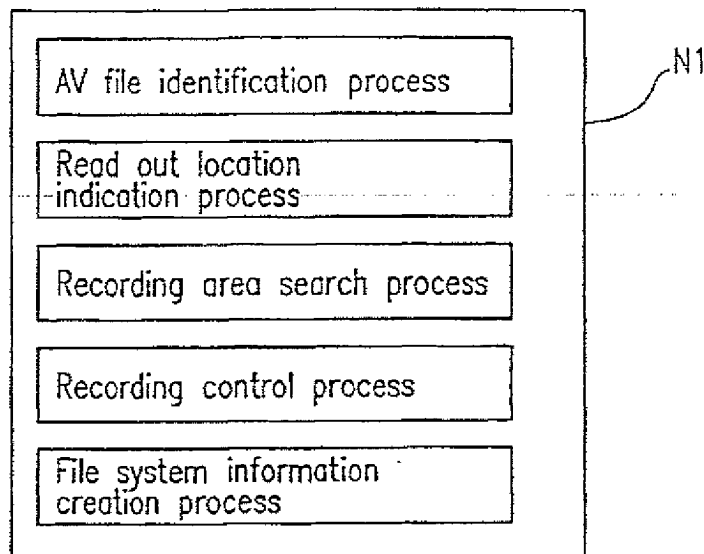 AV file identification process
N1
Read out location
indication process
Recording area search process
Recording control process
File system information
creation process